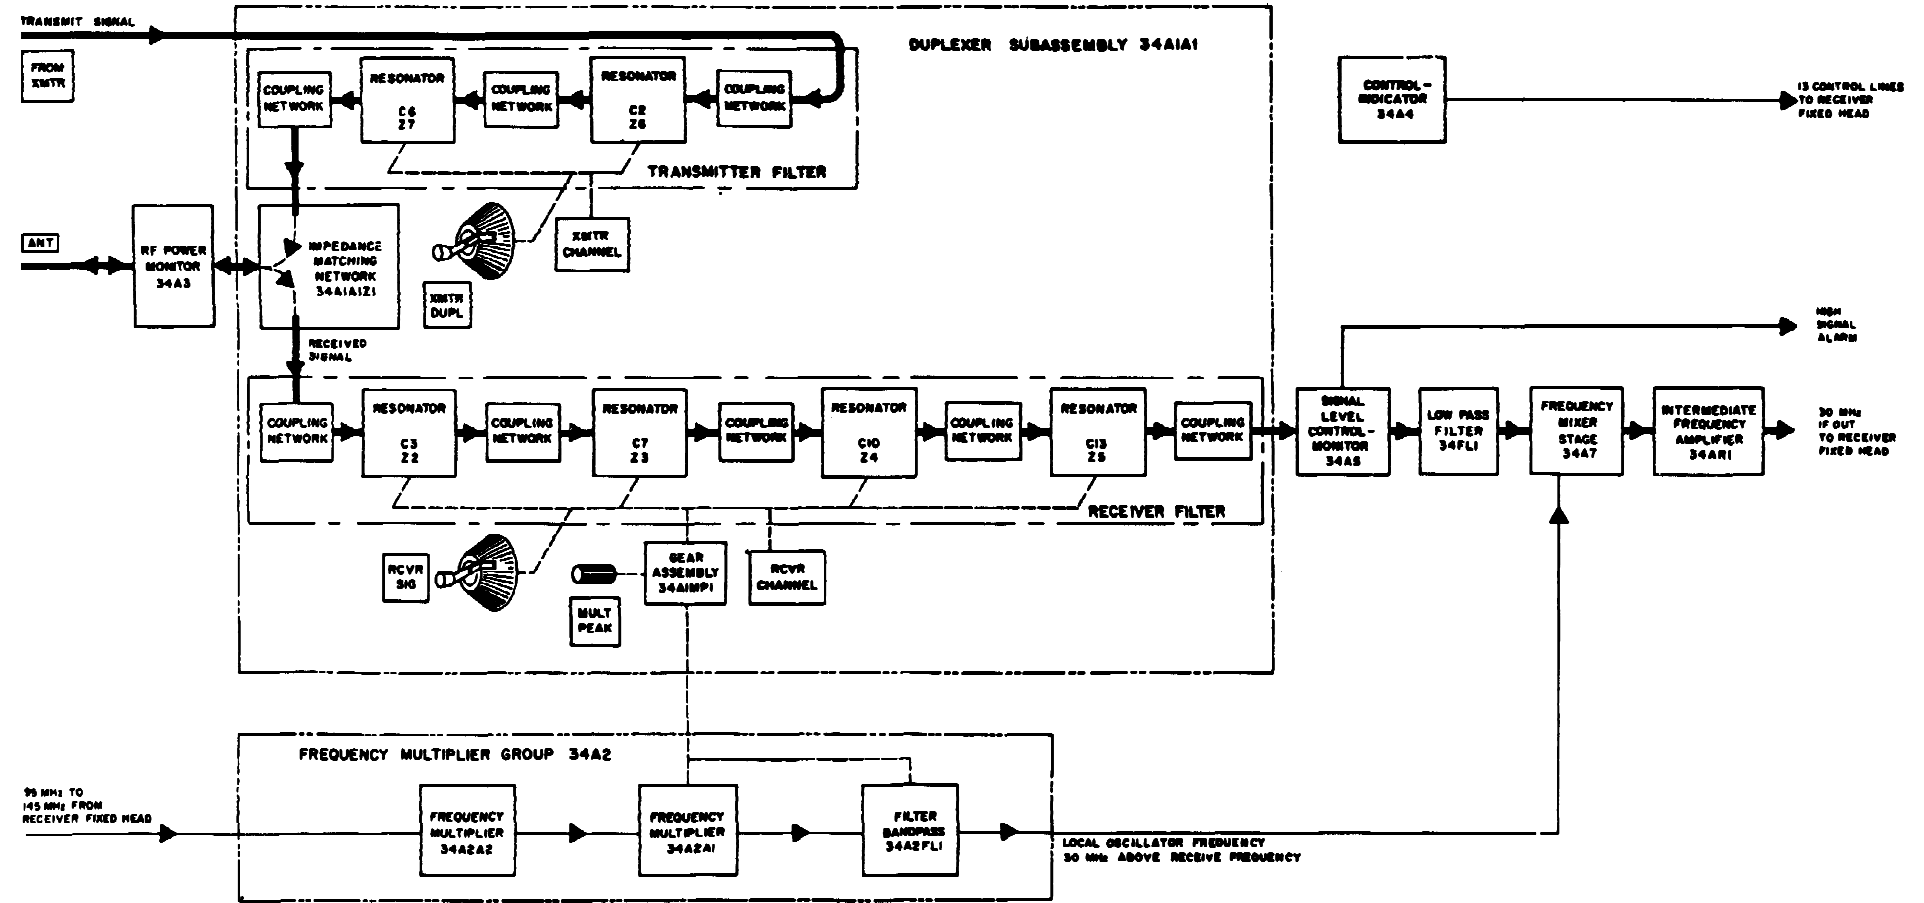 TRANSMIT SIGNAL
FROM
XMTR
DUPLEXER SUBASSEMBLY 34A1A1
COUPLING
NETWORK
RESONATOR
C6
Z7
COUPLING
NETWORK
RESONATOR
C2
Z6
COUPLING
NETWORK
TRANSMITTER FILTER
CONTROL-
INDICATOR
34A4
13 CONTROL LINES
TO RECEIVER
FIXED HEAD
ANT
RF POWER
MONITOR
34A3
IMPEDANCE
MATCHING
NETWORK
34A1A1Z1
XMTR
DUPL
XMTR
CHANNEL
RECEIVED
SIGNAL
HIGH
SIGNAL
ALARM
COUPLING
NETWORK
RESONATOR
C3
Z2
COUPLING
NETWORK
RESONATOR
C7
Z3
COUPLING
NETWORK
RESONATOR
C10
Z4
COUPLING
NETWORK
RESONATOR
C13
Z5
COUPLING
NETWORK
RECEIVER FILTER
SIGNAL
LEVEL
CONTROL-
MONITOR
34A5
LOW PASS
FILTER
34FL1
FREQUENCY
MIXER
STAGE
34A7
INTERMEDIATE
FREQUENCY
AMPLIFIER
34AR1
30 MHz
IF OUT
TO RECEIVER
FIXED HEAD
RCVR
SIG
MULT
PEAK
GEAR
ASSEMBLY
34A1MP1
RCVR
CHANNEL
FREQUENCY MULTIPLIER GROUP 34A2
95 MHz TO
145 MHz FROM
RECEIVER FIXED HEAD
FREQUENCY
MULTIPLIER
34A2A2
FREQUENCY
MULTIPLIER
34A2A1
FILTER
BANDPASS
34A2FL1
LOCAL OSCILLATOR FREQUENCY
30 MHz ABOVE RECEIVE FREQUENCY